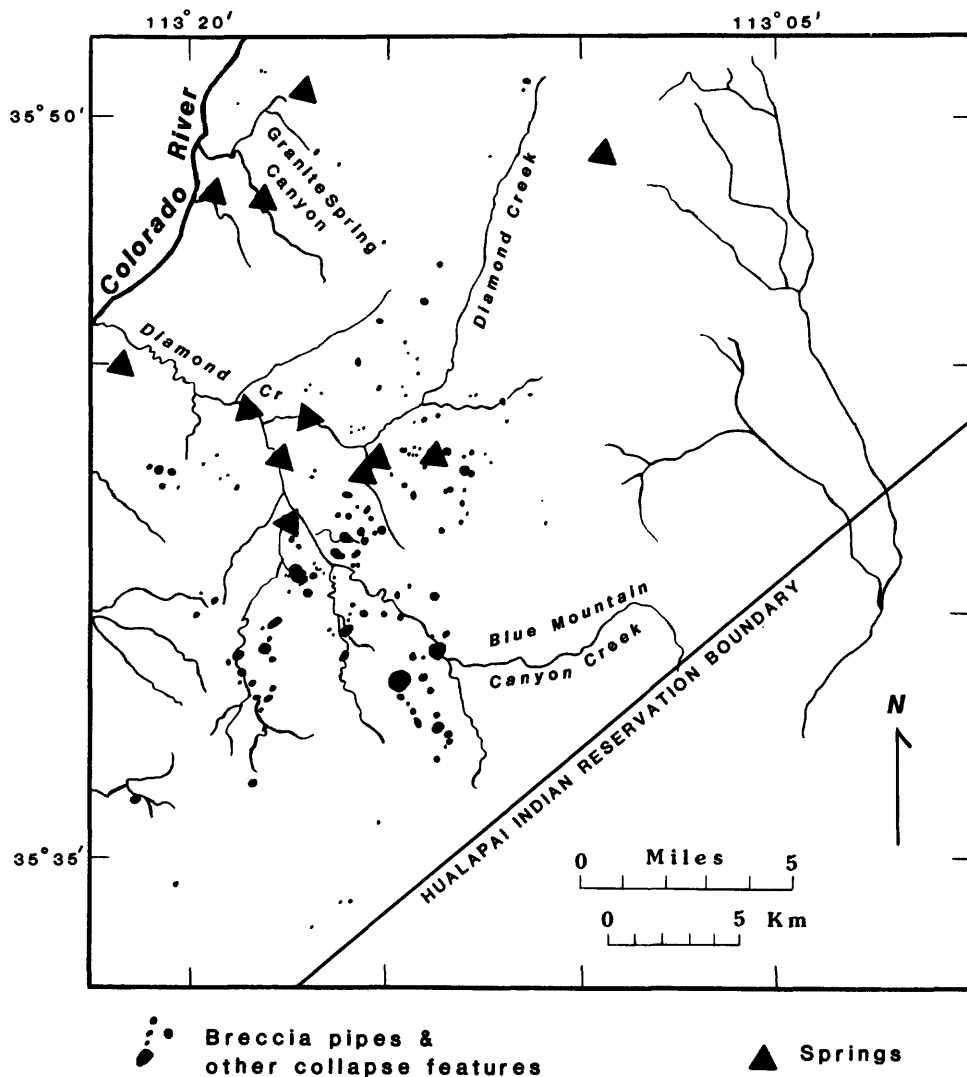 113° 20'
113° 05'
35° 50'
Colorado River
Granite Spring
Canyon
Diamond Creek
Diamond Cr
Blue Mountain
Canyon Creek
HUALAPAI INDIAN RESERVATION BOUNDARY
N
35° 35'
0 Miles 5
0 5 Km
Breccia pipes &
other collapse features
Springs